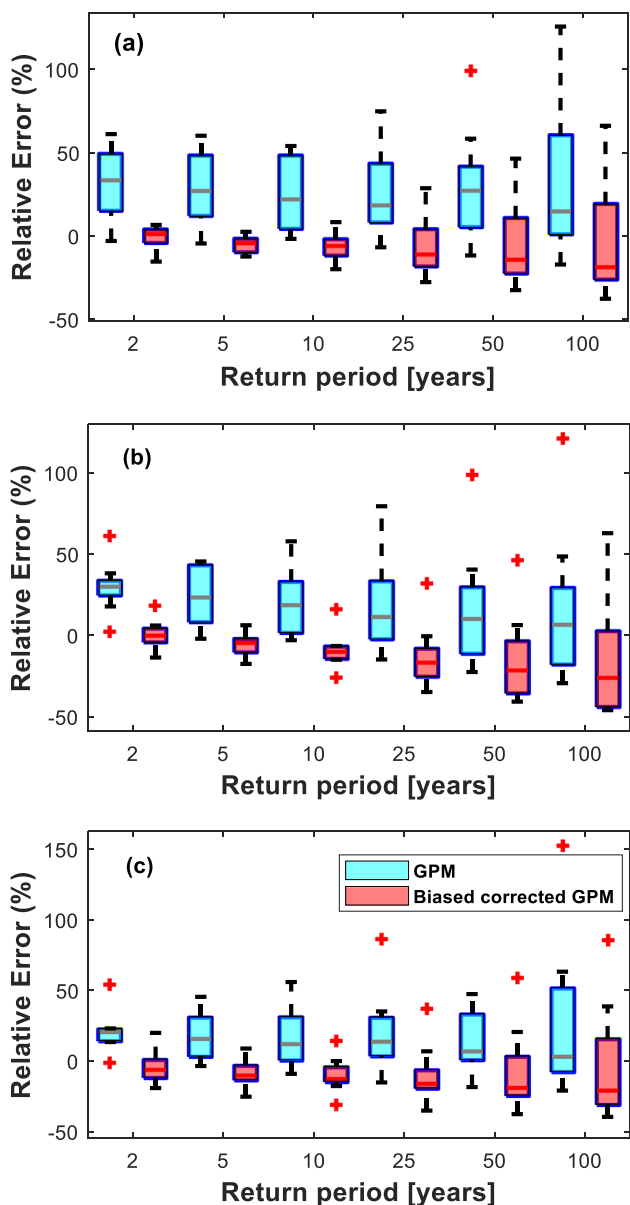 (a)
Relative Error (%)
100
50
0
-50
2 5 10 25 50 100
Return period [years]
(b)
Relative Error (%)
100
50
0
-50
2 5 10 25 50 100
Return period [years]
(c)
GPM
Biased corrected GPM
Relative Error (%)
150
100
50
0
-50
2 5 10 25 50 100
Return period [years]